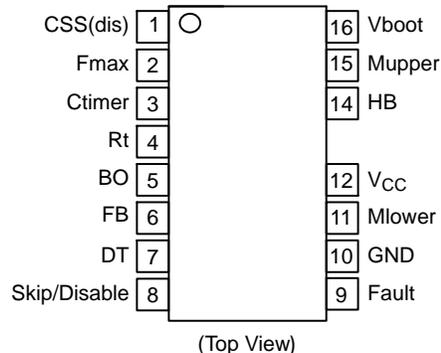 CSS(dis) 1 16 Vboot
Fmax 2 15 Mupper
Ctimer 3 14 HB
Rt 4
BO 5 12 VCC
FB 6 11 Mlower
DT 7 10 GND
Skip/Disable 8 9 Fault
(Top View)